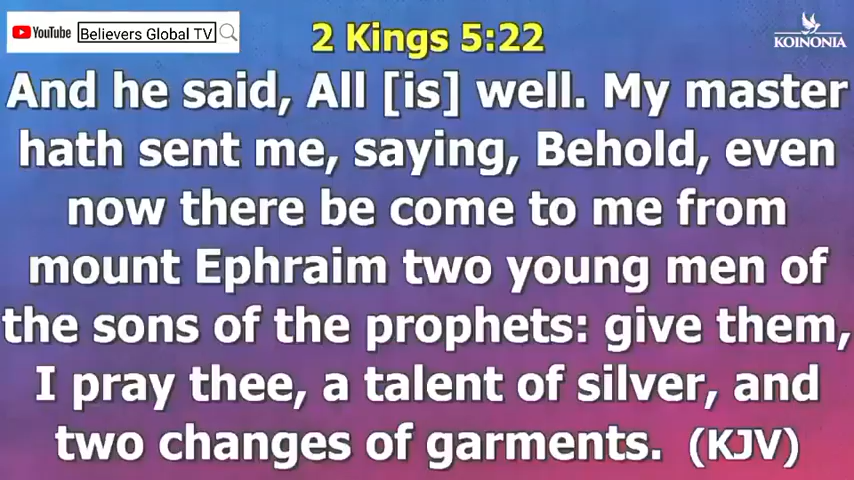 YouTube Believers Global TV
2 Kings 5:22
KOINONIA
And he said, All [is] well. My master
hath sent me, saying, Behold, even
now there be come to me from
mount Ephraim two young men of
the sons of the prophets: give them,
I pray thee, a talent of silver, and
two changes of garments. (KJV)